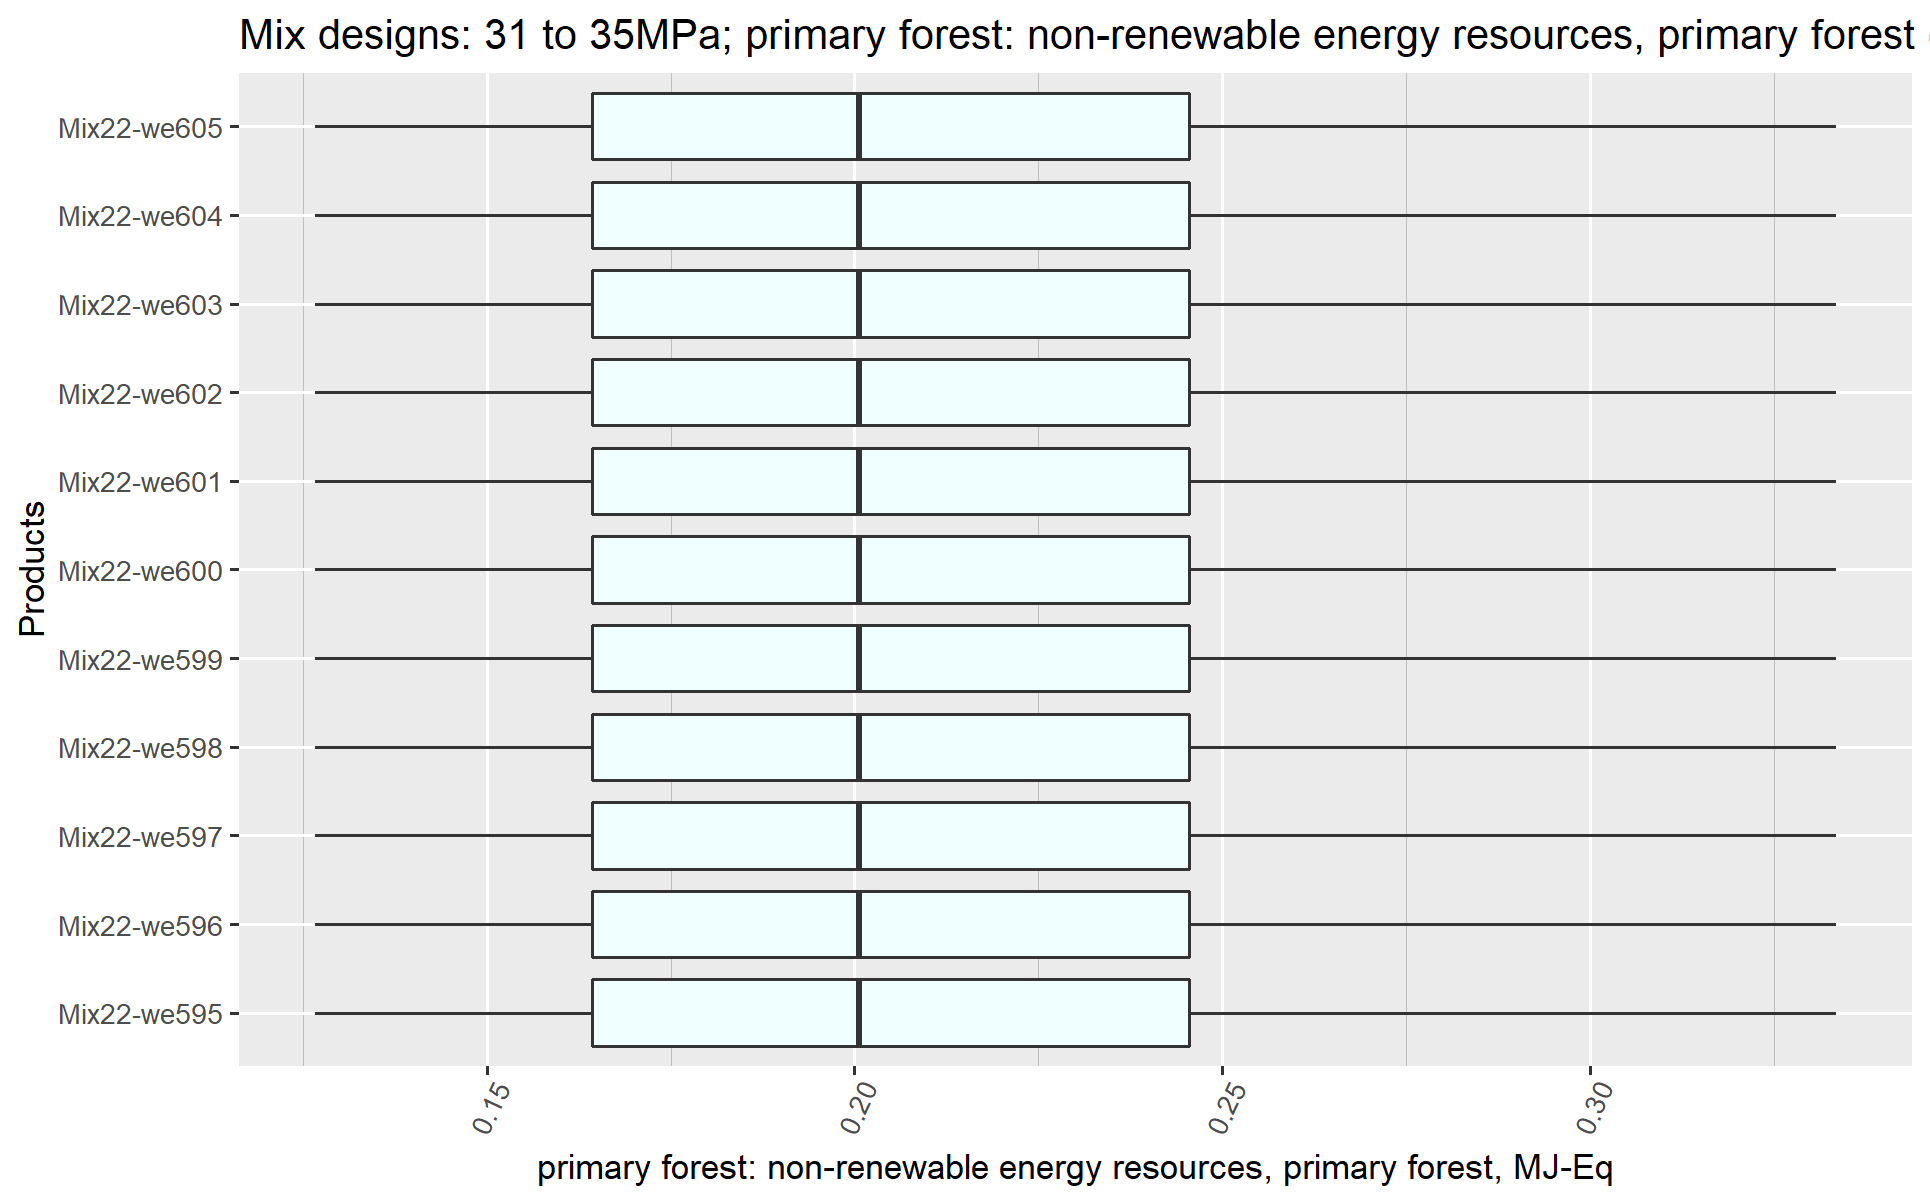 Mix designs: 31 to 35MPa; primary forest: non-renewable energy resources, primary forest
Mix22-we605
Mix22-we604
Mix22-we603
Mix22-we602
Mix22-we601
Mix22-we600
Mix22-we599
Mix22-we598
Mix22-we597
Mix22-we596
Mix22-we595
Products
0.15
0.20
0.25
0.30
primary forest: non-renewable energy resources, primary forest, MJ-Eq